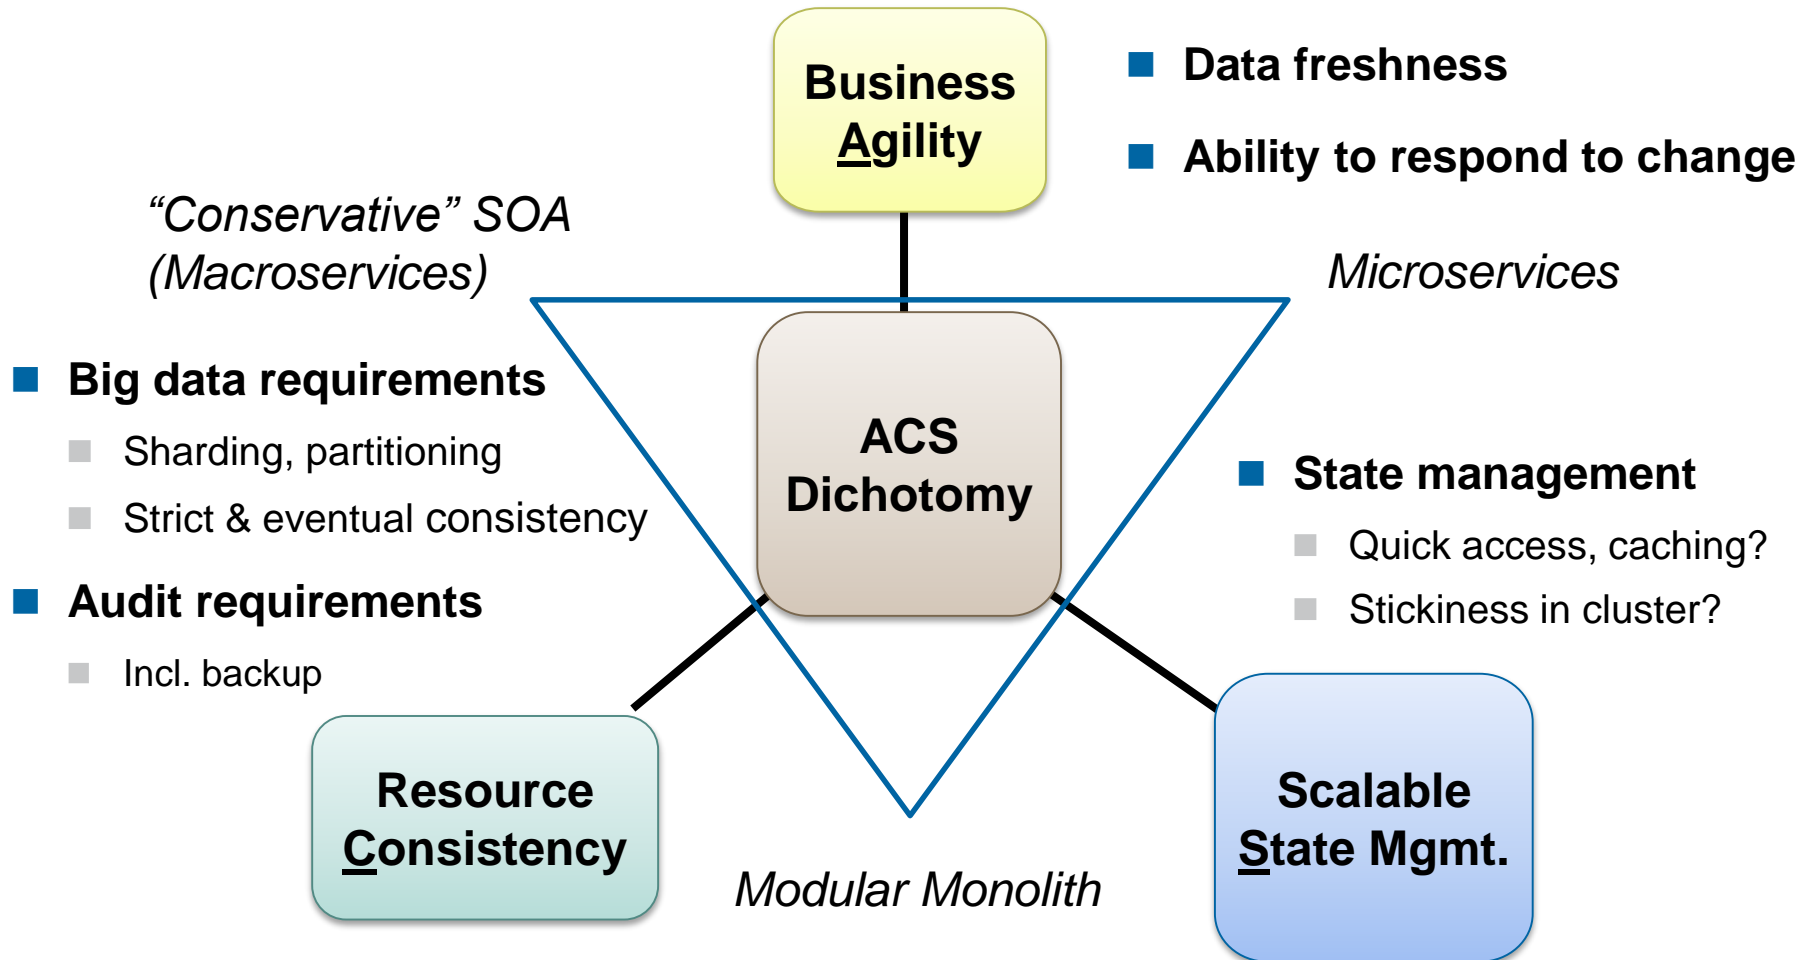 Business
Agility
Data freshness
Ability to respond to change
“Conservative” SOA
(Macroservices)
Microservices
Big data requirements
Sharding, partitioning
Strict & eventual consistency
Audit requirements
Incl. backup
ACS
Dichotomy
State management
Quick access, caching?
Stickiness in cluster?
Resource
Consistency
Modular Monolith
Scalable
State Mgmt.